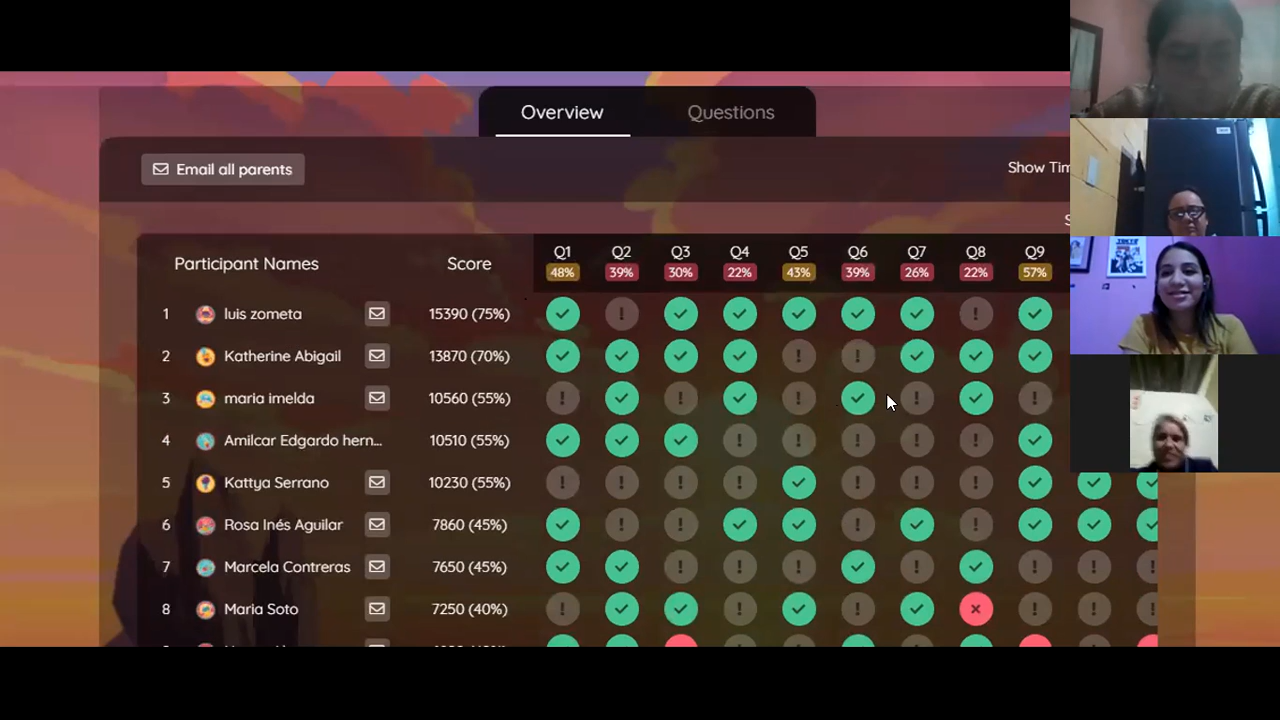 Overview Questions
Email all parents
Show Tim
Participant Names Score Q1 Q2 Q3 Q4 Q5 Q6 Q7 Q8 Q9
48% 39% 30% 22% 43% 39% 26% 22% 57%
1 luis zometa 15390 (75%)
2 Katherine Abigail 13870 (70%)
3 maria imelda 10560 (55%)
4 Amilcar Edgardo hern...  10510 (55%)
5 Kattya Serrano 10230 (55%)
6 Rosa Inés Aguilar 7860 (45%)
7 Marcela Contreras 7650 (45%)
8 Maria Soto 7250 (40%)